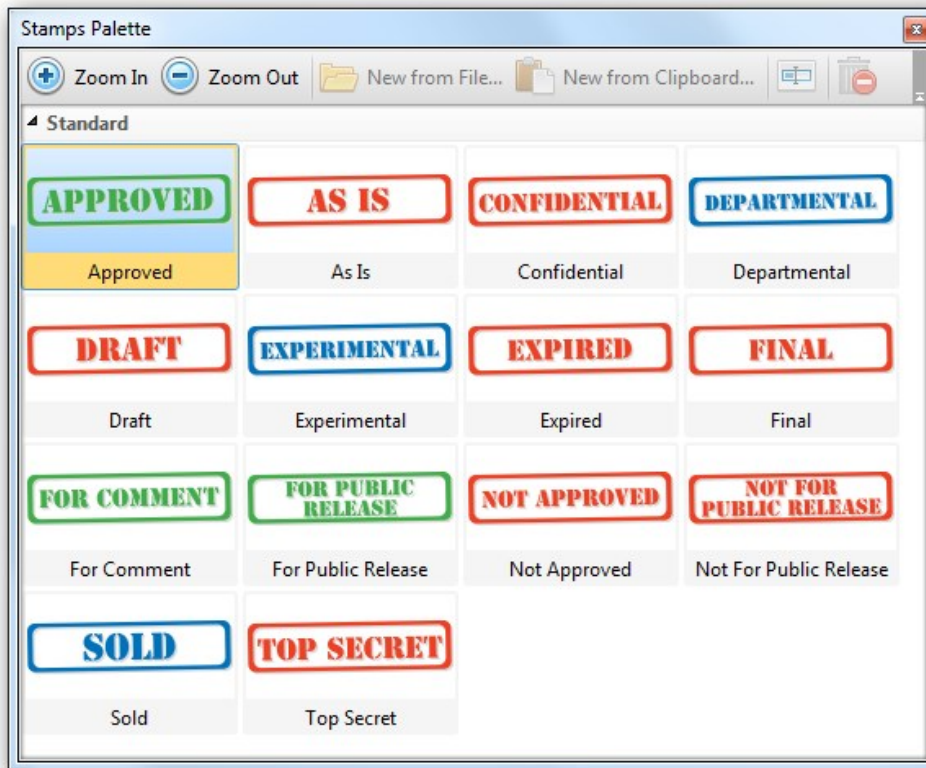 Stamps Palette
Zoom In Zoom Out New from File... New from Clipboard...
Standard
APPROVED AS IS CONFIDENTIAL DEPARTMENTAL
Approved As Is Confidential Departmental
DRAFT EXPERIMENTAL EXPIRED FINAL
Draft Experimental Expired Final
FOR COMMENT
FOR PUBLIC
RELEASE
NOT APPROVED
NOT FOR
PUBLIC RELEASE
For Comment For Public Release Not Approved Not For Public Release
SOLD TOP SECRET
Sold Top Secret